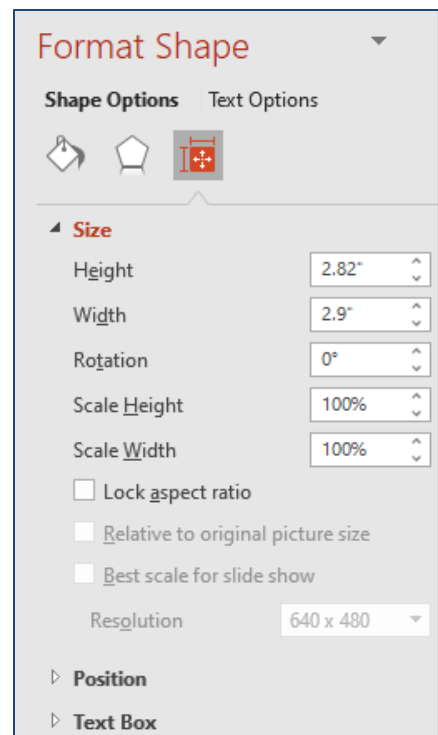 Format Shape
Shape Options Text Options
Size
Height 2.82"
Width 2.9"
Rotation 0°
Scale Height 100%
Scale Width 100%
Lock aspect ratio
Relative to original picture size
Best scale for slide show
Resolution 640 x 480
Position
Text Box